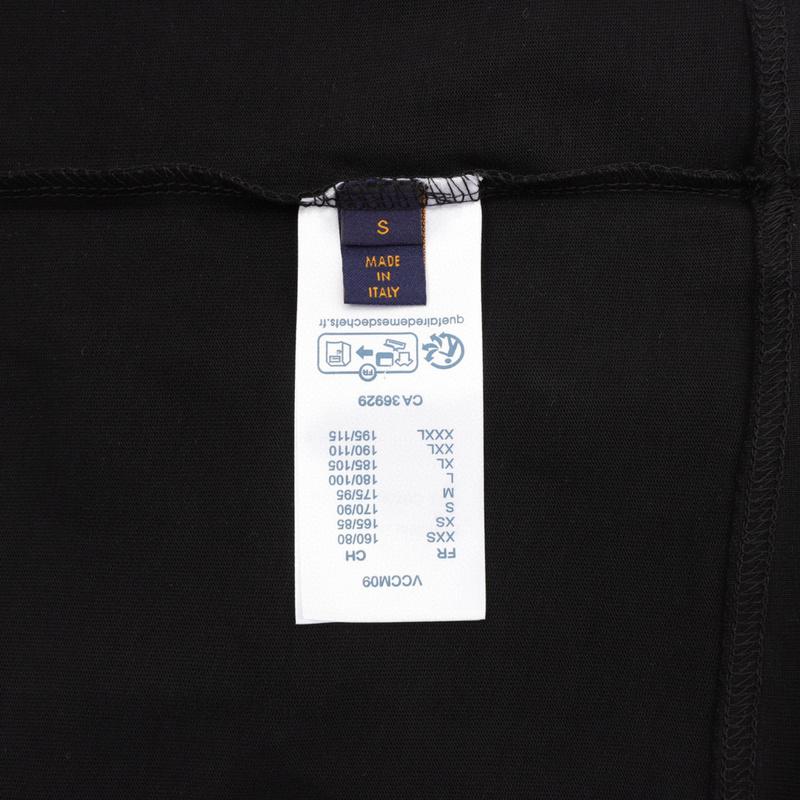 S
MADE
IN
ITALY
VCCM09
FR CH
XXS 160/80
XS 165/85
S 170/90
M 175/95
L 180/100
XL 185/105
XXL 190/110
XXXL 195/115
CA 36929
FR
quefairedemesdechets.fr